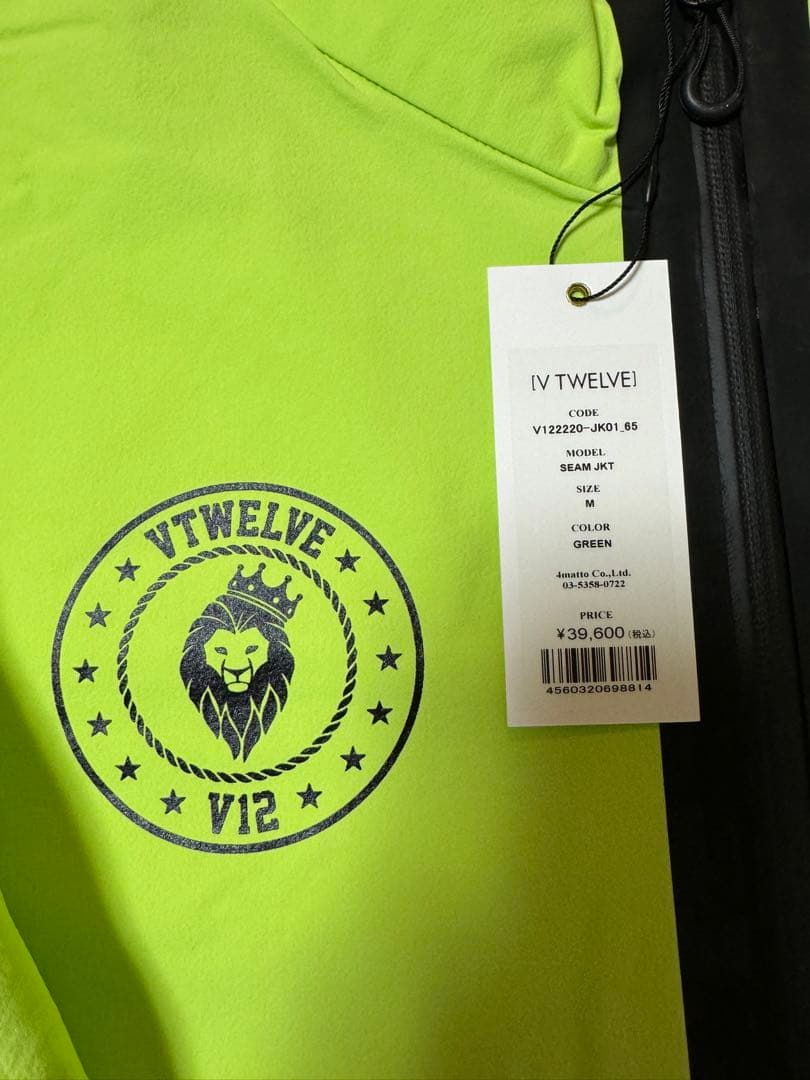 [V TWELVE]
CODE
V122220-JK01_65
MODEL
SEAM JKT
SIZE
M
COLOR
GREEN
4matto Co.,Ltd.
03-5358-0722
PRICE
¥39,600(税込)
4560320698814
VTWELVE
V12